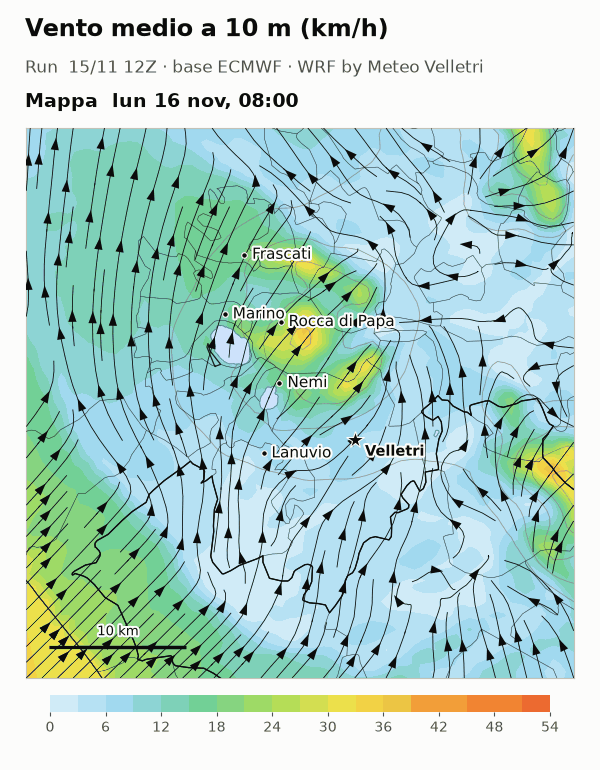 Vento medio a 10 m (km/h)
Run  15/11 12Z · base ECMWF · WRF by Meteo Velletri
Mappa  lun 16 nov, 08:00
Frascati
Marino
Rocca di Papa
Nemi
Velletri
Lanuvio
10 km
0 6 12 18 24 30 36 42 48 54